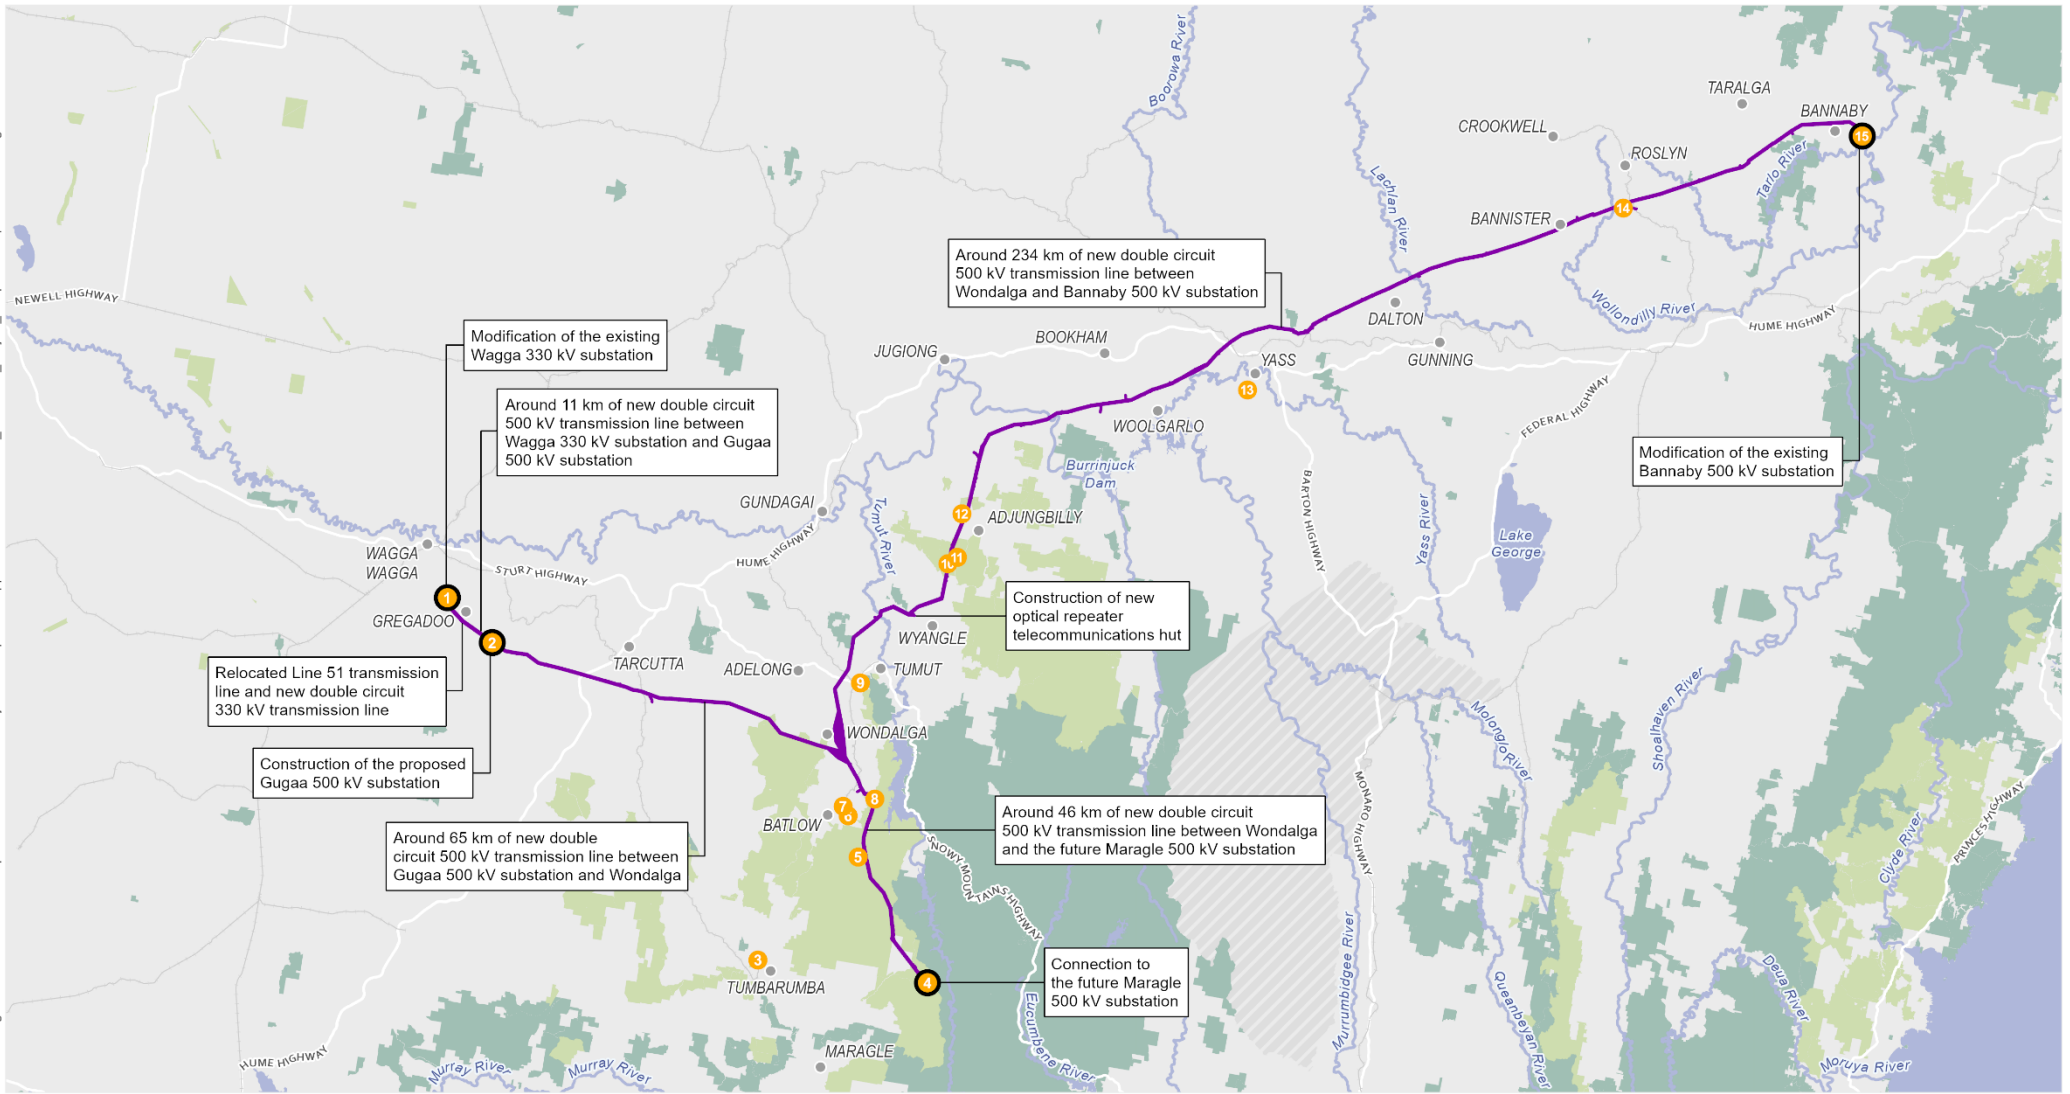 Boorowa River
TARALGA
BANNABY
CROOKWELL
15
ROSLYN
Tarlo River
Lachlan River
14
BANNISTER
Around 234 km of new double circuit
500 kV transmission line between
Wondalga and Bannaby 500 kV substation
NEWELL HIGHWAY
Wollondilly River
DALTON
HUME HIGHWAY
Modification of the existing
Wagga 330 kV substation
JUGIONG
BOOKHAM
YASS
GUNNING
13
Around 11 km of new double circuit
500 kV transmission line between
Wagga 330 kV substation and Gugaa
500 kV substation
WOOLGARLO
FEDERAL HIGHWAY
Modification of the existing
Bannaby 500 kV substation
Burrinjuck
Dam
BARTON HIGHWAY
GUNDAGAI
Tumut River
12
ADJUNGBILLY
Yass River
Lake
George
WAGGA
WAGGA
HUME HIGHWAY
STURT HIGHWAY
11
10
1
GREGADOO
Construction of new
optical repeater
telecommunications hut
2
WYANGLE
TARCUTTA
ADELONG
TUMUT
9
Relocated Line 51 transmission
line and new double circuit
330 kV transmission line
WONDALGA
Molonglo River
Shoalhaven River
Construction of the proposed
Gugaa 500 kV substation
MONARO HIGHWAY
8
7
6
BATLOW
5
Around 65 km of new double
circuit 500 kV transmission line between
Gugaa 500 kV substation and Wondalga
Around 46 km of new double circuit
500 kV transmission line between Wondalga
and the future Maragle 500 kV substation
SNOWY MOUNTAINS HIGHWAY
Clyde River
PRINCES HIGHWAY
3
TUMBARUMBA
4
Connection to
the future Maragle
500 kV substation
Murrumbidgee River
Queanbeyan River
Deua River
Eucumbene River
MARAGLE
HUME HIGHWAY
Murray River
Murray River
Moruya River